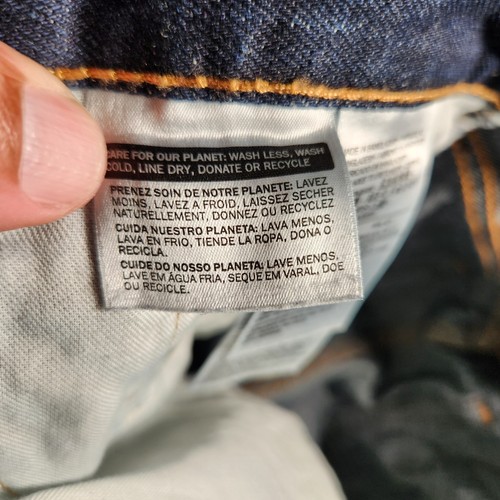 CARE FOR OUR PLANET: WASH LESS, WASH
COLD, LINE DRY, DONATE OR RECYCLE
PRENEZ SOIN DE NOTRE PLANETE: LAVEZ
MOINS, LAVEZ A FROID, LAISSEZ SECHER
NATURELLEMENT, DONNEZ OU RECYCLEZ
CUIDA NUESTRO PLANETA: LAVA MENOS,
LAVA EN FRIO, TIENDE LA ROPA, DONA O
RECICLA.
CUIDE DO NOSSO PLANETA: LAVE MENOS,
LAVE EM ÁGUA FRIA, SEQUE EM VARAL, DOE
OU RECICLE.